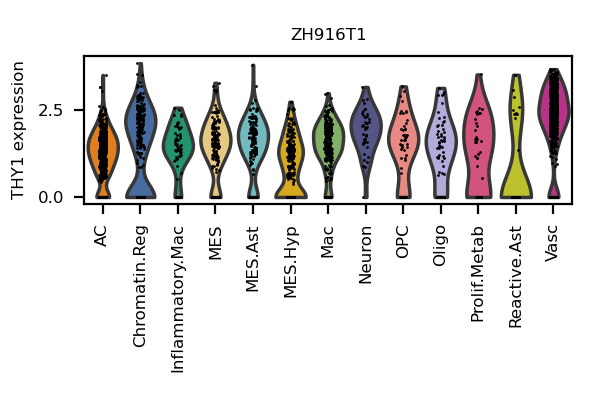 ZH916T1
THY1 expression
2.5
0.0
AC
Chromatin.Reg
Inflammatory.Mac
MES
MES.Ast
MES.Hyp
Mac
Neuron
OPC
Oligo
Prolif.Metab
Reactive.Ast
Vasc